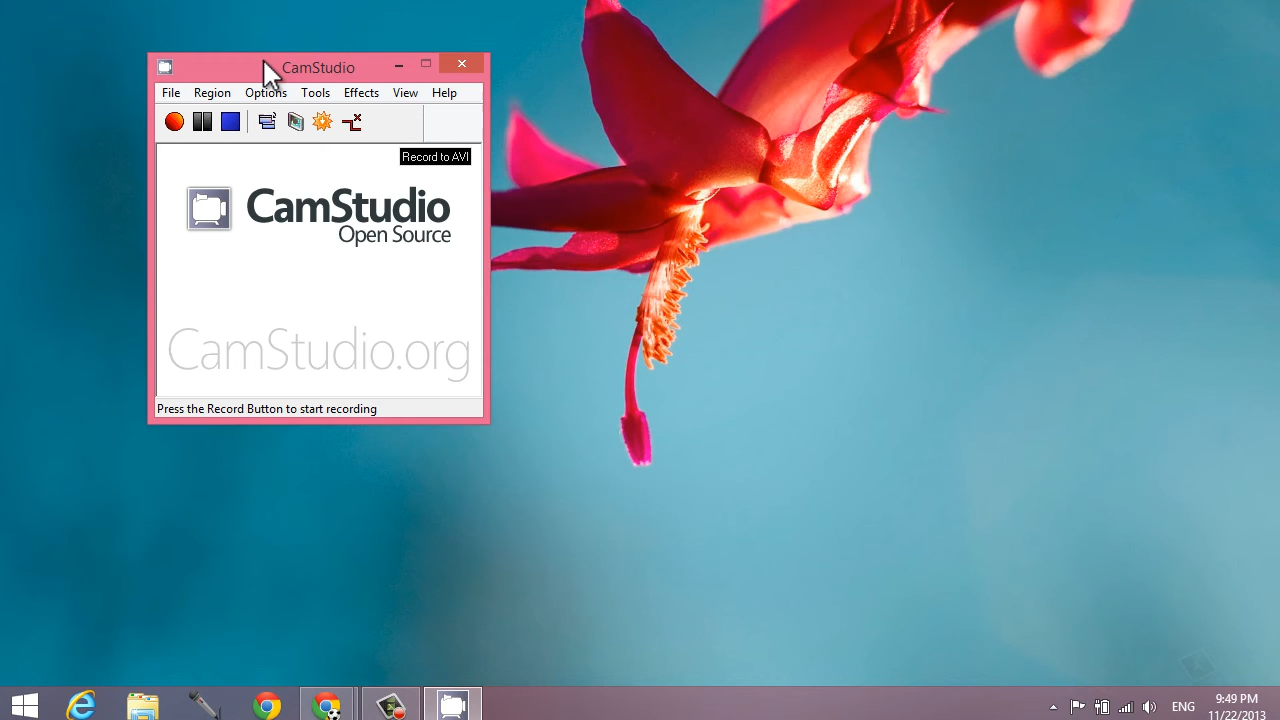 CamStudio
File Region Options Tools Effects View Help
Record to AVI
CamStudio
Open Source
CamStudio.org
Press the Record Button to start recording
ENG
9:49 PM
11/22/2013